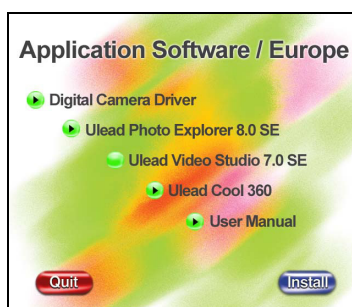 Application Software / Europe
Digital Camera Driver
Ulead Photo Explorer 8.0 SE
Ulead Video Studio 7.0 SE
Ulead Cool 360
User Manual
Quit
Install